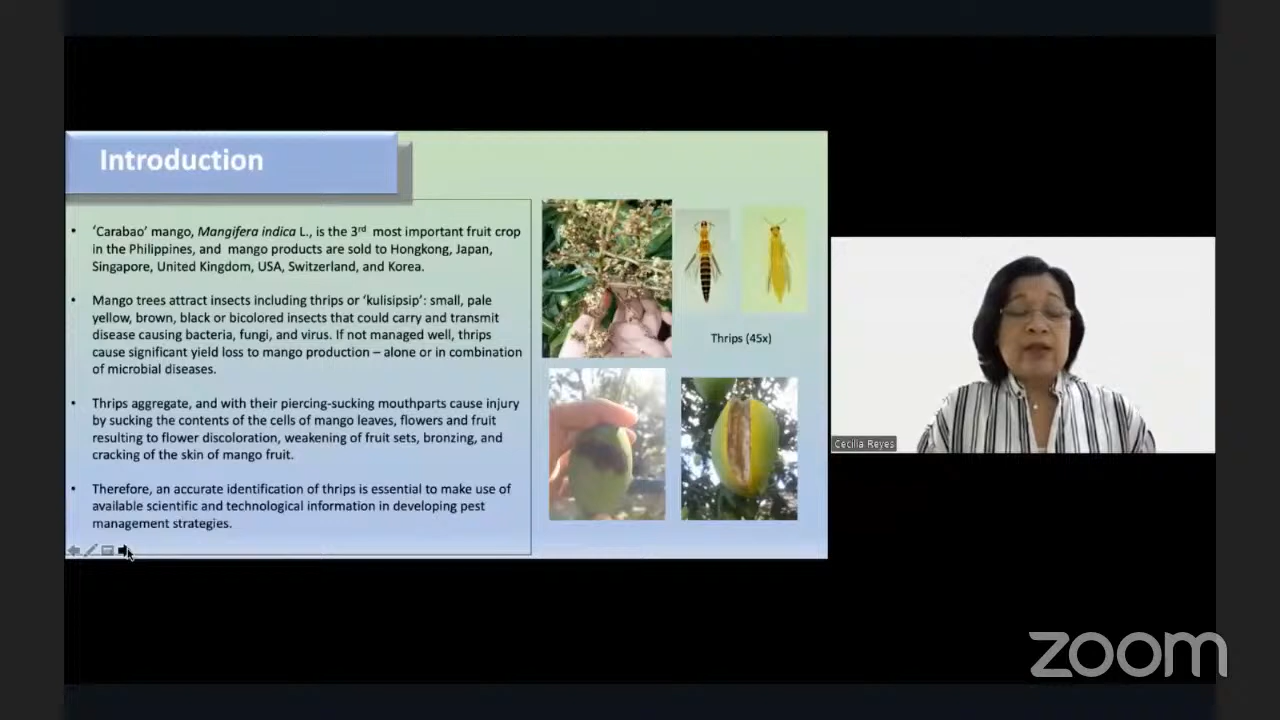 Introduction
• 'Carabao' mango, Mangifera indica L., is the 3rd most important fruit crop
in the Philippines, and mango products are sold to Hongkong, Japan,
Singapore, United Kingdom, USA, Switzerland, and Korea.
• Mango trees attract insects including thrips or 'kulisipsip': small, pale
yellow, brown, black or bicolored insects that could carry and transmit
disease causing bacteria, fungi, and virus. If not managed well, thrips
cause significant yield loss to mango production – alone or in combination
of microbial diseases.
• Thrips aggregate, and with their piercing-sucking mouthparts cause injury
by sucking the contents of the cells of mango leaves, flowers and fruit
resulting to flower discoloration, weakening of fruit sets, bronzing, and
cracking of the skin of mango fruit.
• Therefore, an accurate identification of thrips is essential to make use of
available scientific and technological information in developing pest
management strategies.
Thrips (45x)
Cecilia Reyes
zoom